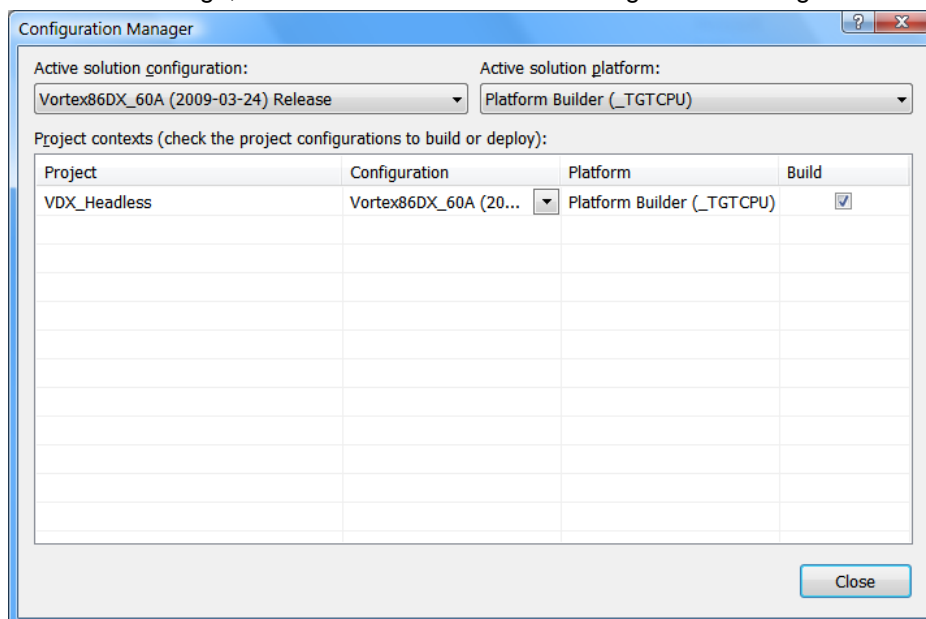 Configuration Manager
Active solution configuration: Active solution platform:
Vortex86DX_60A (2009-03-24) Release Platform Builder (_TGTCPU)
Project contexts (check the project configurations to build or deploy):
Project Configuration Platform Build
VDX_Headless Vortex86DX_60A (20... Platform Builder (_TGTCPU)
Close